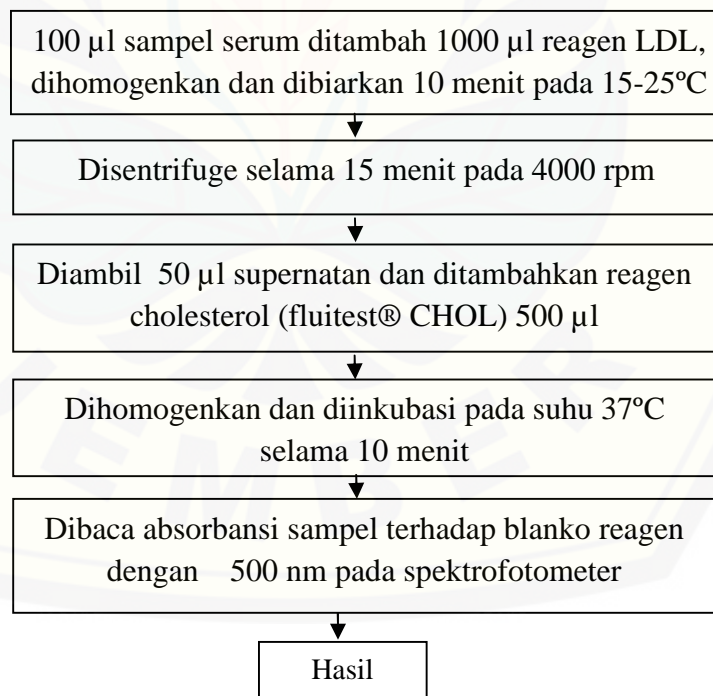 100 µl sampel serum ditambah 1000 µl reagen LDL,
dihomogenkan dan dibiarkan 10 menit pada 15-25ºC
Disentrifuge selama 15 menit pada 4000 rpm
Diambil  50 µl supernatan dan ditambahkan reagen
cholesterol (fluitest® CHOL) 500 µl
Dihomogenkan dan diinkubasi pada suhu 37ºC
selama 10 menit
Dibaca absorbansi sampel terhadap blanko reagen
dengan    500 nm pada spektrofotometer
Hasil